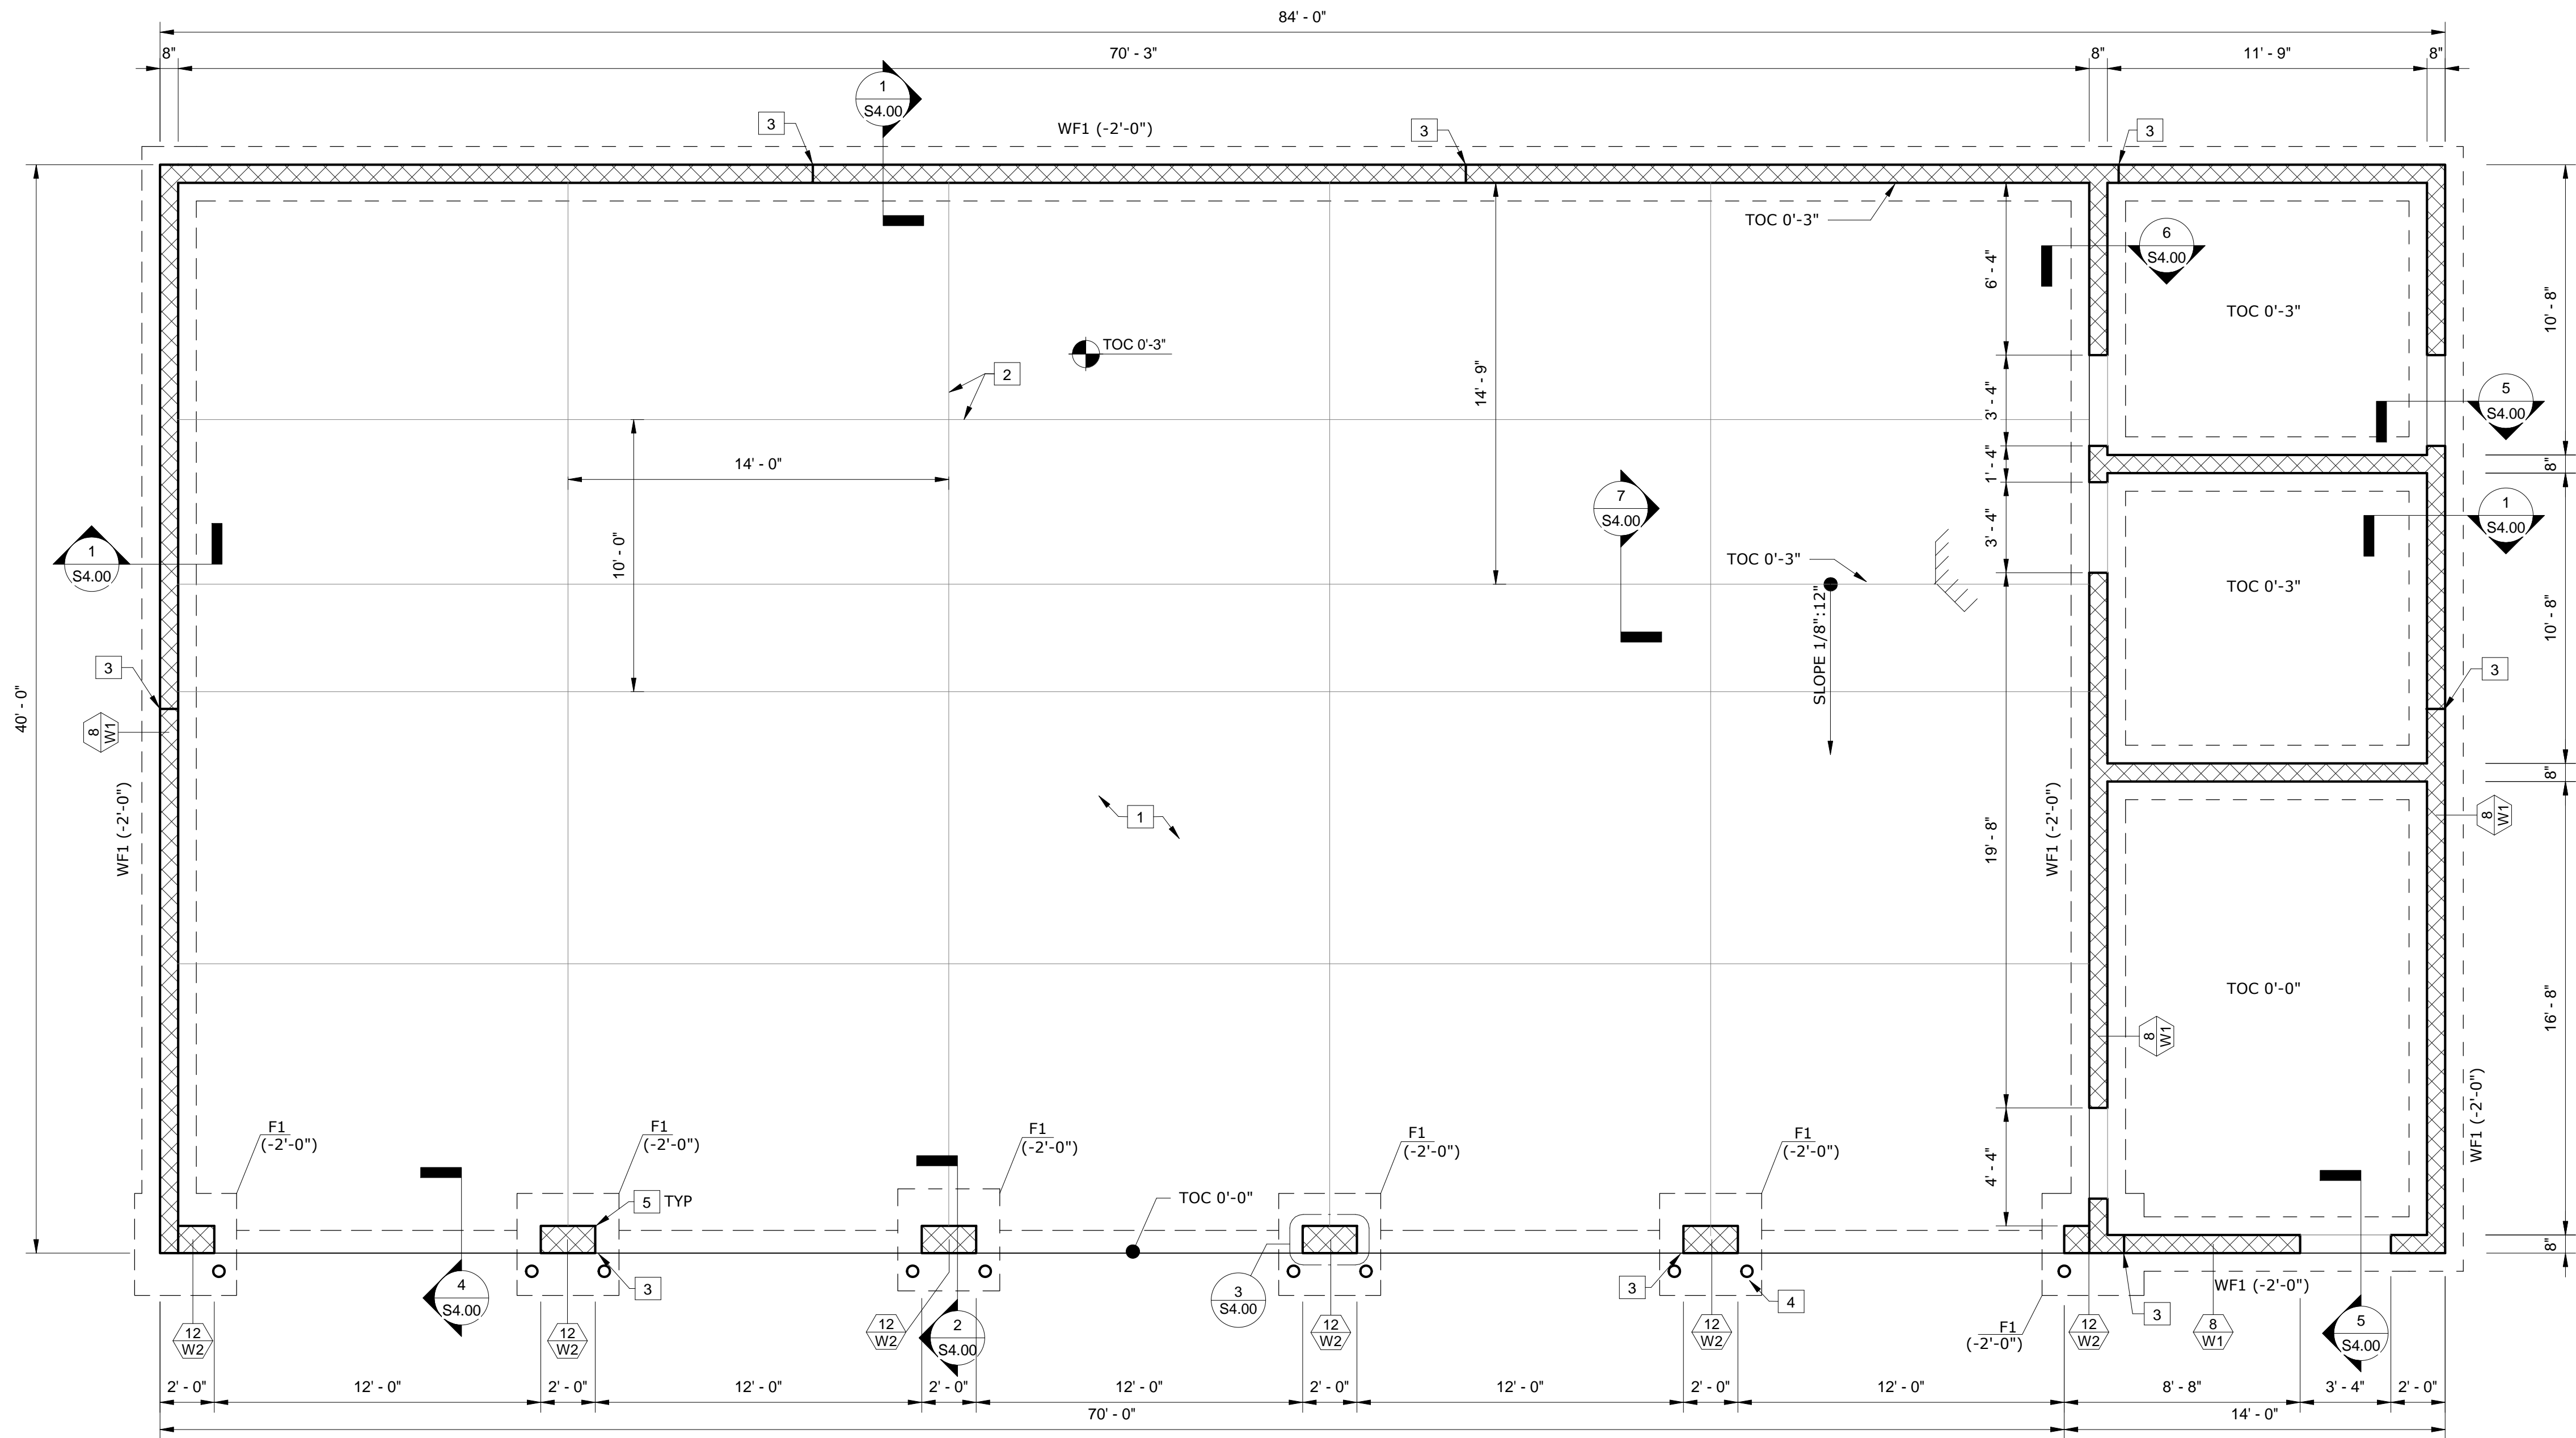 84' - 0"
8"
70' - 3"
8"
11' - 9"
8"
1
S4.00
3
WF1 (-2'-0")
3
3
TOC 0'-3"
6
S4.00
6' - 4"
10' - 8"
TOC 0'-3"
TOC 0'-3"
2
14' - 9"
3' - 4"
5
S4.00
14' - 0"
1' - 4"
8"
7
S4.00
1
S4.00
1
S4.00
10' - 0"
3' - 4"
TOC 0'-3"
TOC 0'-3"
SLOPE 1/8":12"
10' - 8"
3
3
40' - 0"
8
W1
8"
WF1 (-2'-0")
1
19' - 8"
WF1 (-2'-0")
8
W1
TOC 0'-0"
16' - 8"
8
W1
WF1 (-2'-0")
F1
(-2'-0")
F1
(-2'-0")
F1
(-2'-0")
F1
(-2'-0")
F1
(-2'-0")
4' - 4"
5 TYP
TOC 0'-0"
8"
4
S4.00
3
3
S4.00
3
4
WF1 (-2'-0")
3
F1
(-2'-0")
12
W2
12
W2
12
W2
2
S4.00
12
W2
12
W2
12
W2
8
W1
5
S4.00
2' - 0"
12' - 0"
2' - 0"
12' - 0"
2' - 0"
12' - 0"
2' - 0"
12' - 0"
2' - 0"
12' - 0"
8' - 8"
3' - 4"
2' - 0"
70' - 0"
14' - 0"